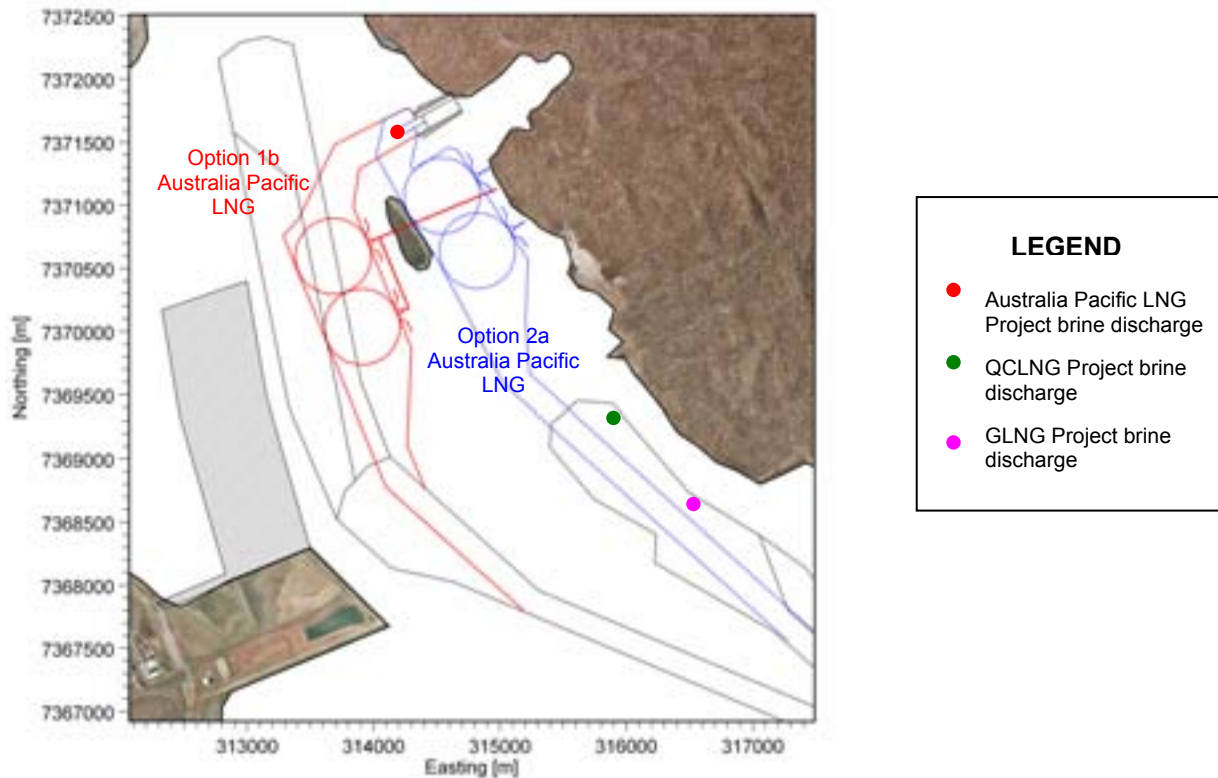 7372500
7372000
7371500
7371000
7370500
7370000
7369500
7369000
7368500
7368000
7367500
7367000
Northing [m]
313000
314000
315000
316000
317000
Easting [m]
Option 1b
Australia Pacific
LNG
Option 2a
Australia Pacific
LNG
LEGEND
Australia Pacific LNG
Project brine discharge
QCLNG Project brine
discharge
GLNG Project brine
discharge